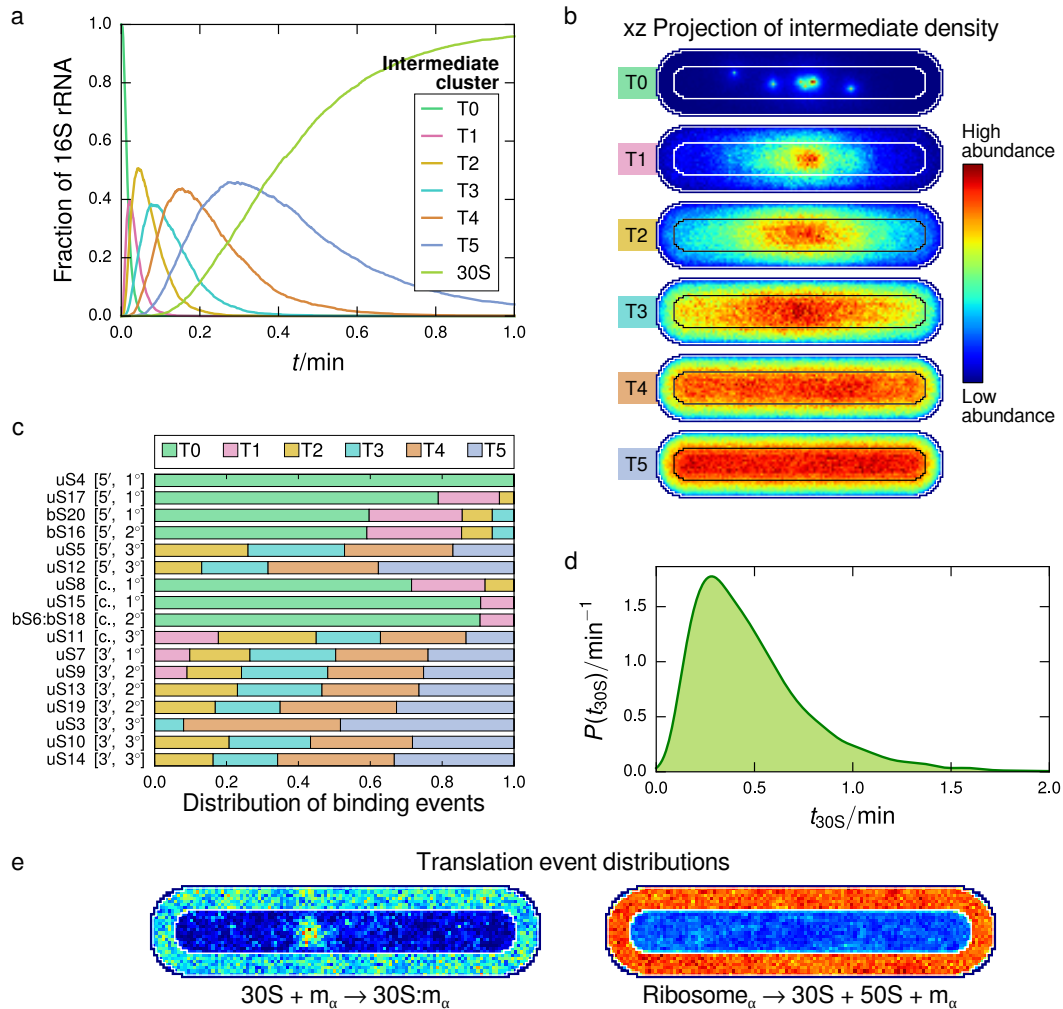 a
1.0
0.8
0.6
0.4
0.2
0.0
Fraction of 16S rRNA
0.0 0.2 0.4 0.6 0.8 1.0
t/min
Intermediate
cluster
T0
T1
T2
T3
T4
T5
30S
b
xz Projection of intermediate density
T0
T1
T2
T3
T4
T5
High
abundance
Low
abundance
c
T0 T1 T2 T3 T4 T5
uS4 [5′, 1°]
uS17 [5′, 1°]
bS20 [5′, 1°]
bS16 [5′, 2°]
uS5 [5′, 3°]
uS12 [5′, 3°]
uS8 [c., 1°]
uS15 [c., 1°]
bS6:bS18 [c., 2°]
uS11 [c., 3°]
uS7 [3′, 1°]
uS9 [3′, 2°]
uS13 [3′, 2°]
uS19 [3′, 2°]
uS3 [3′, 3°]
uS10 [3′, 3°]
uS14 [3′, 3°]
0.0 0.2 0.4 0.6 0.8 1.0
Distribution of binding events
d
1.5
1.0
0.5
0.0
P(t₃₀S)/min⁻¹
0.0 0.5 1.0 1.5 2.0
t₃₀S/min
e
Translation event distributions
30S + mα → 30S:mα
Ribosomeα → 30S + 50S + mα